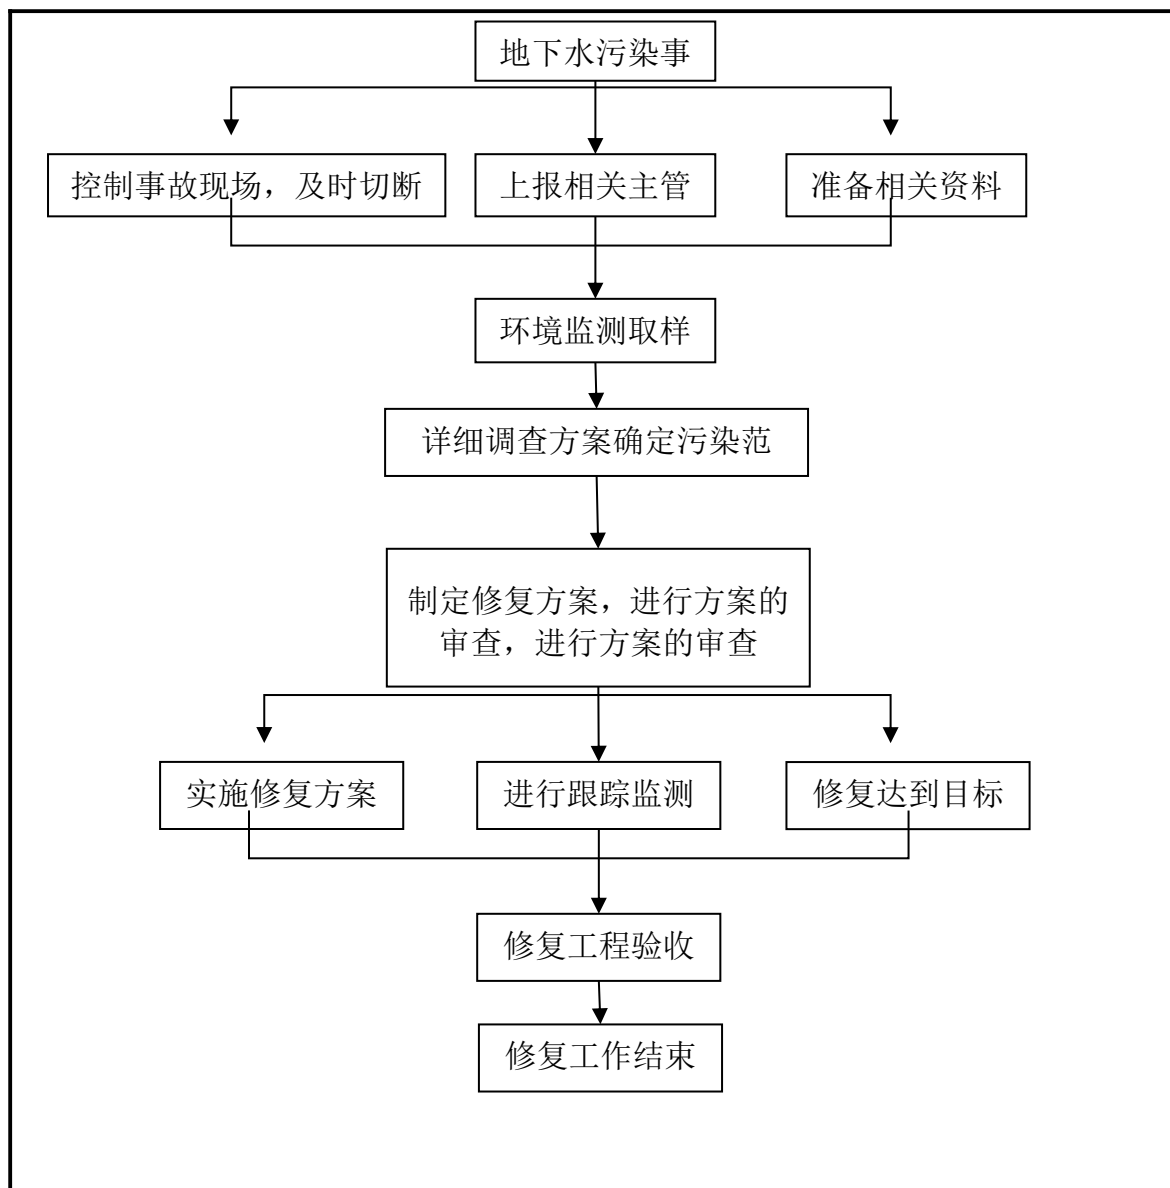 地下水污染事
控制事故现场，及时切断
上报相关主管
准备相关资料
环境监测取样
详细调查方案确定污染范
制定修复方案，进行方案的
审查，进行方案的审查
实施修复方案
进行跟踪监测
修复达到目标
修复工程验收
修复工作结束